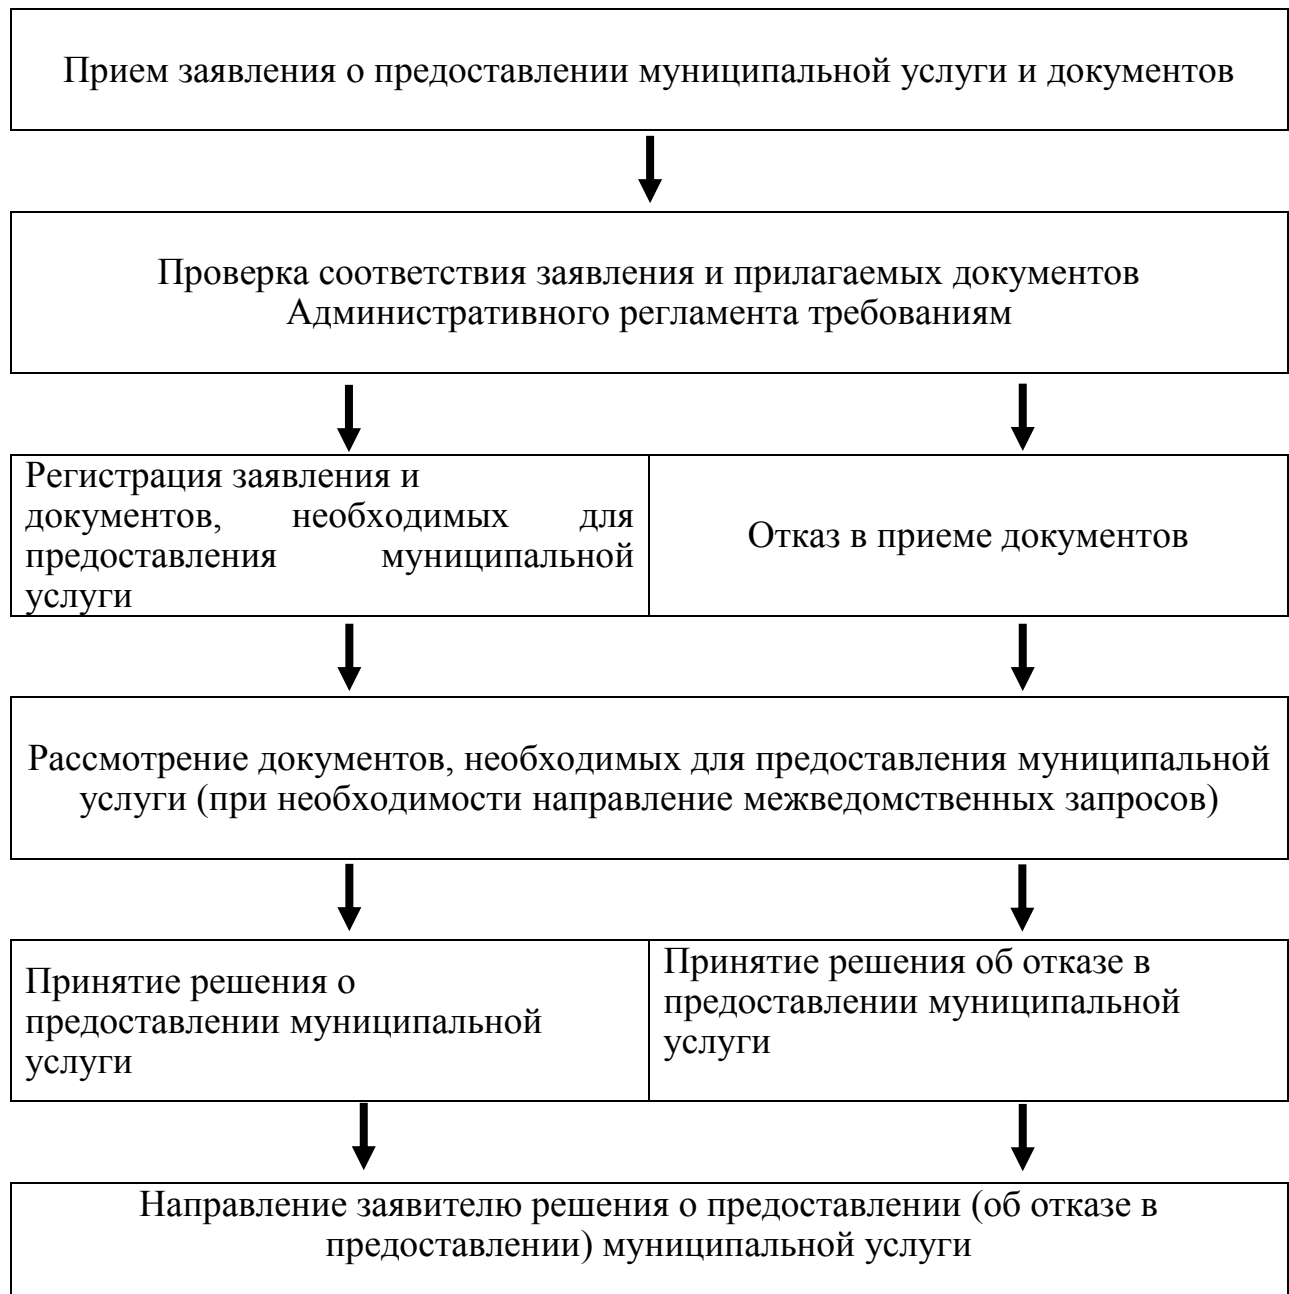 Прием заявления о предоставлении муниципальной услуги и документов
Проверка соответствия заявления и прилагаемых документов
Административного регламента требованиям
Регистрация заявления и
документов, необходимых для
предоставления муниципальной
услуги
Отказ в приеме документов
Рассмотрение документов, необходимых для предоставления муниципальной
услуги (при необходимости направление межведомственных запросов)
Принятие решения о
предоставлении муниципальной
услуги
Принятие решения об отказе в
предоставлении муниципальной
услуги
Направление заявителю решения о предоставлении (об отказе в
предоставлении) муниципальной услуги